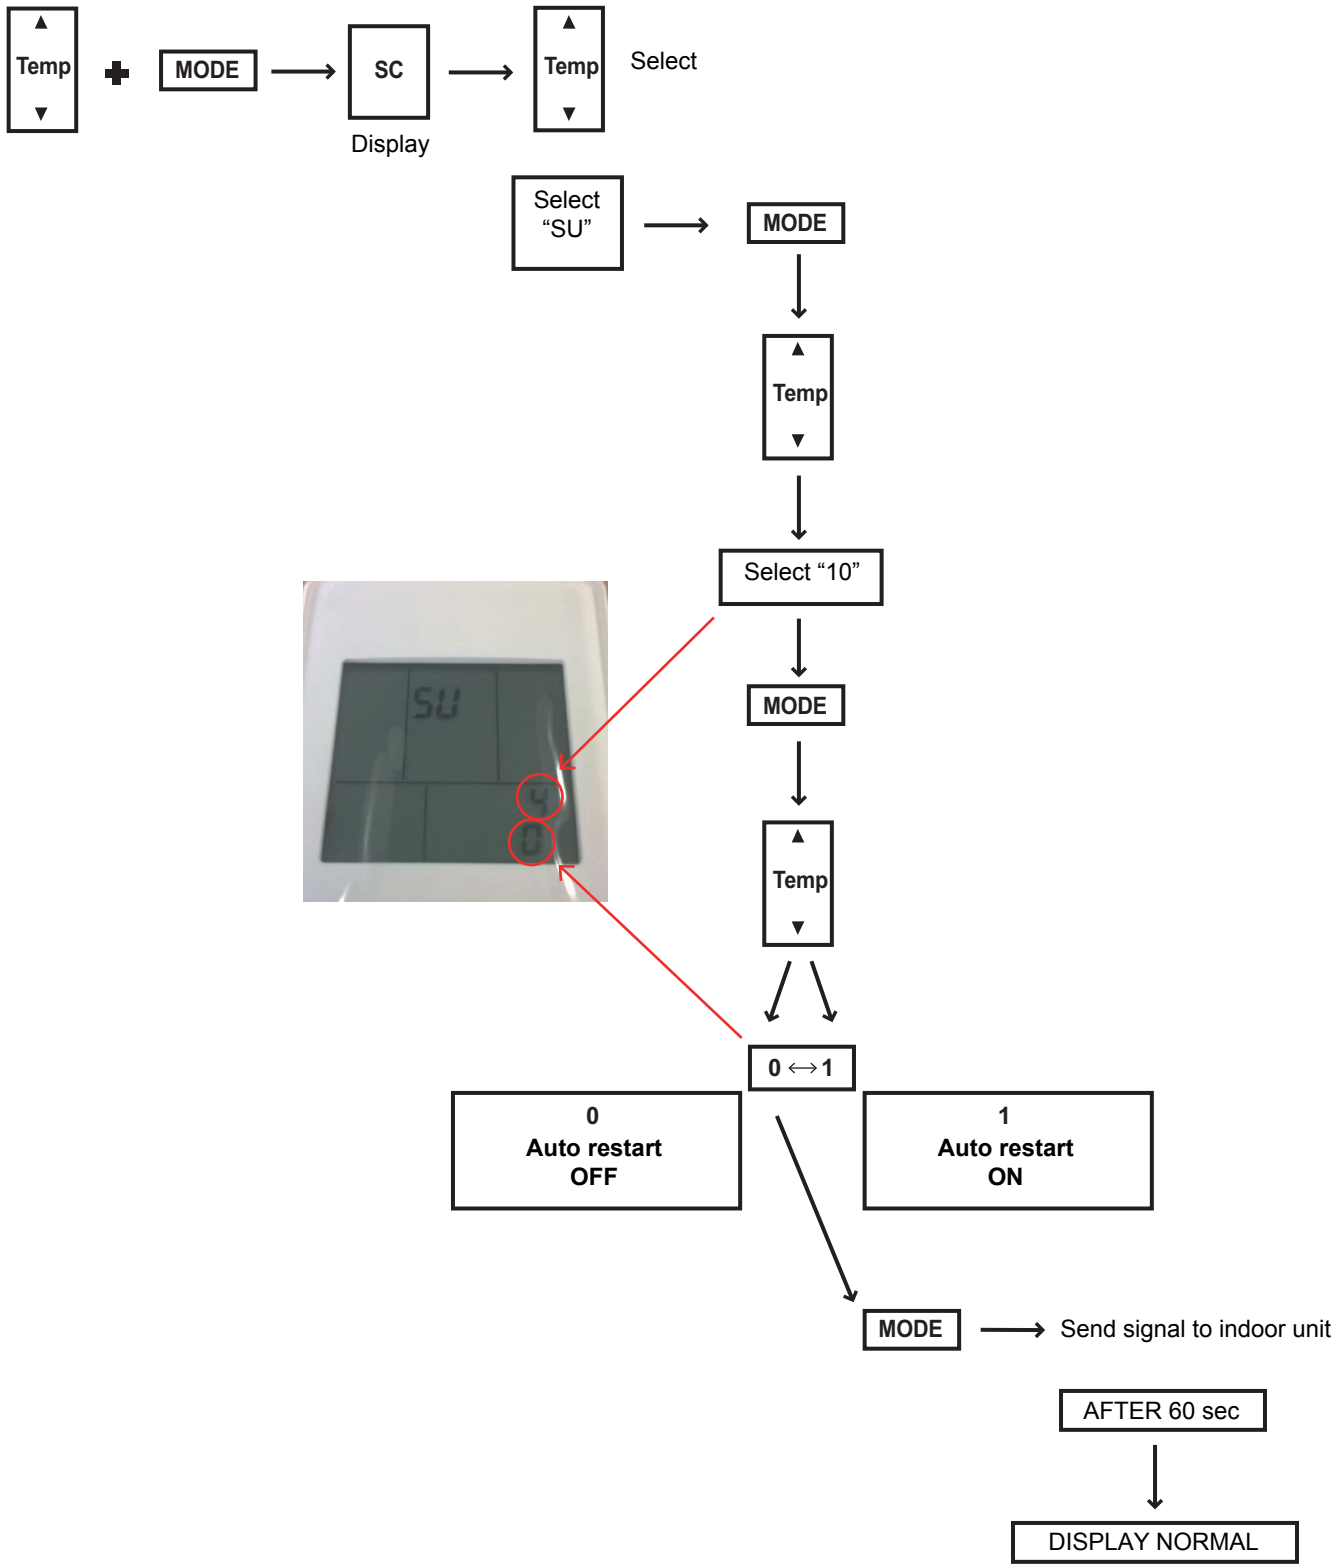 ▲
Temp
▼
+
MODE
SC
Display
▲
Temp
▼
Select
Select
“SU”
MODE
▲
Temp
▼
Select “10”
SU
4
0
MODE
▲
Temp
▼
0 ↔ 1
0
Auto restart
OFF
1
Auto restart
ON
MODE
Send signal to indoor unit
AFTER 60 sec
DISPLAY NORMAL